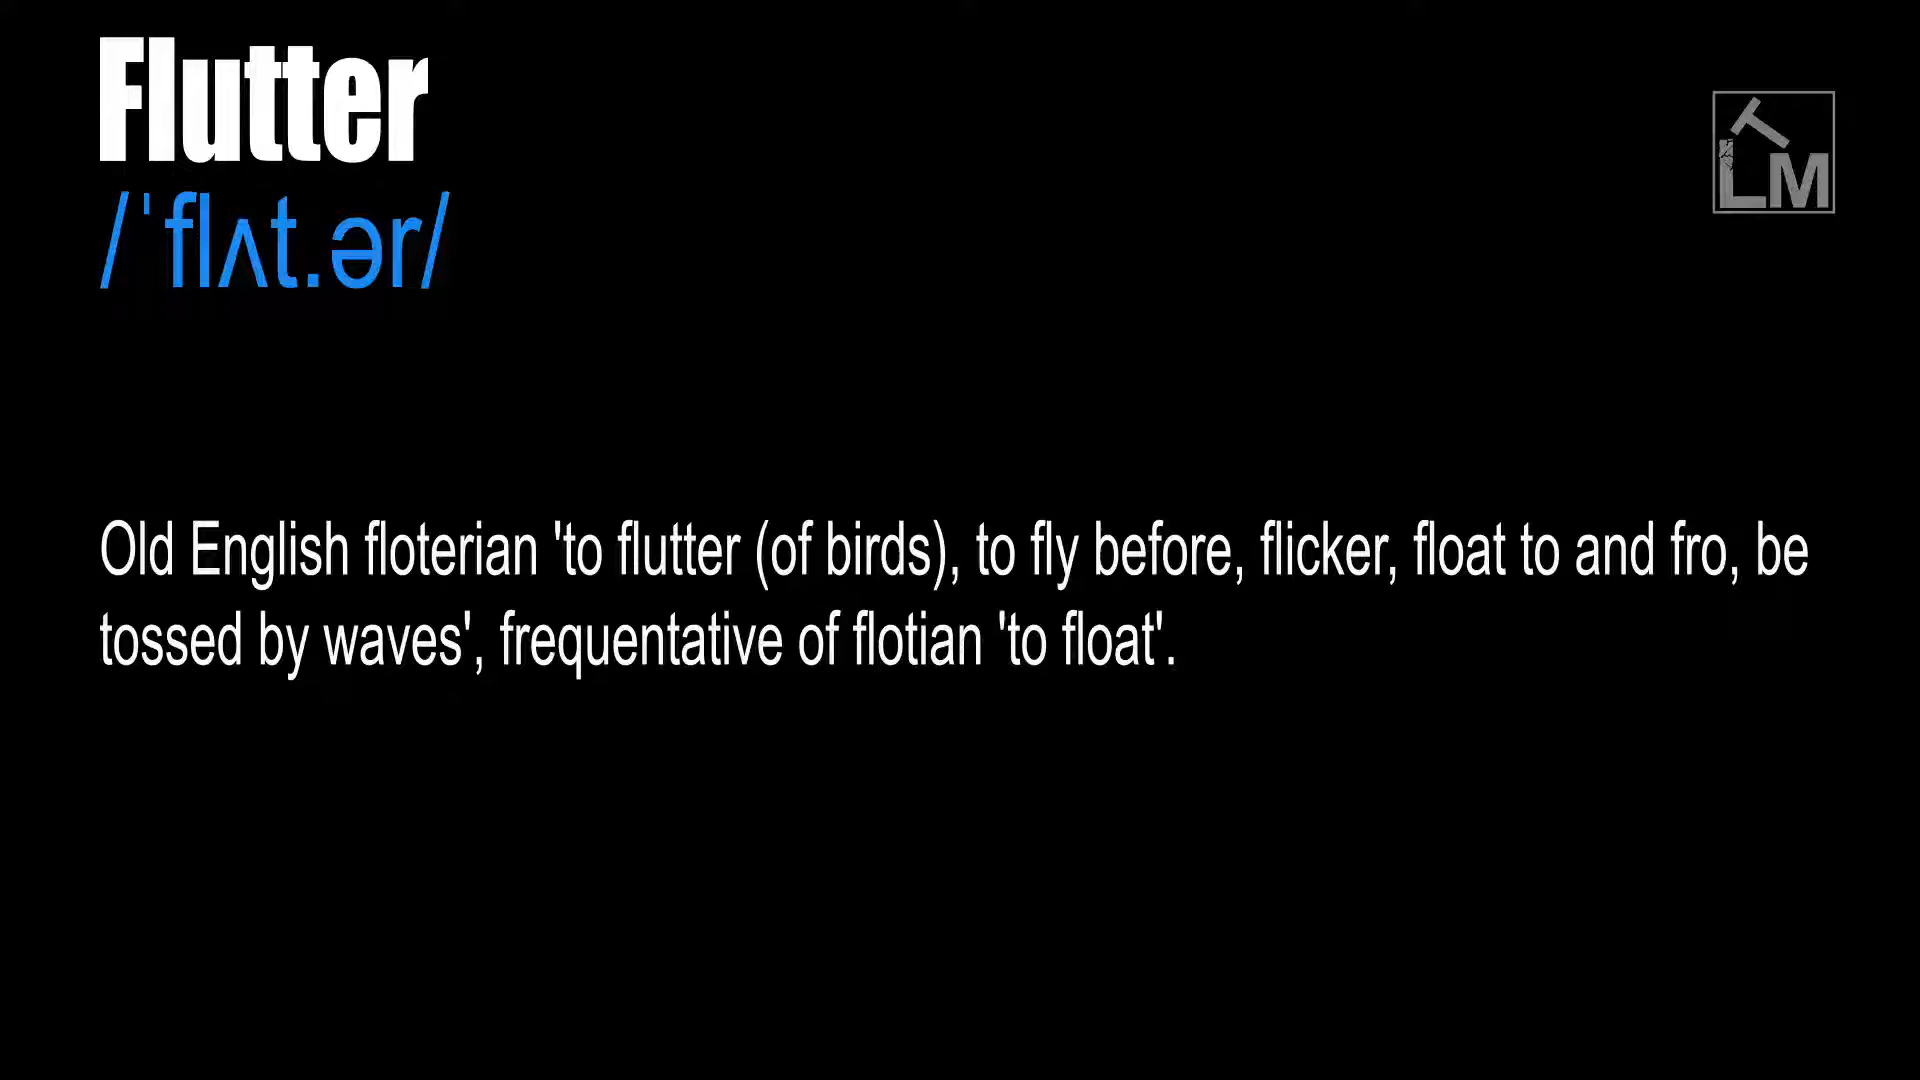 Flutter
/ˈflʌt.ər/
TLM
Old English floterian 'to flutter (of birds), to fly before, flicker, float to and fro, be
tossed by waves', frequentative of flotian 'to float'.